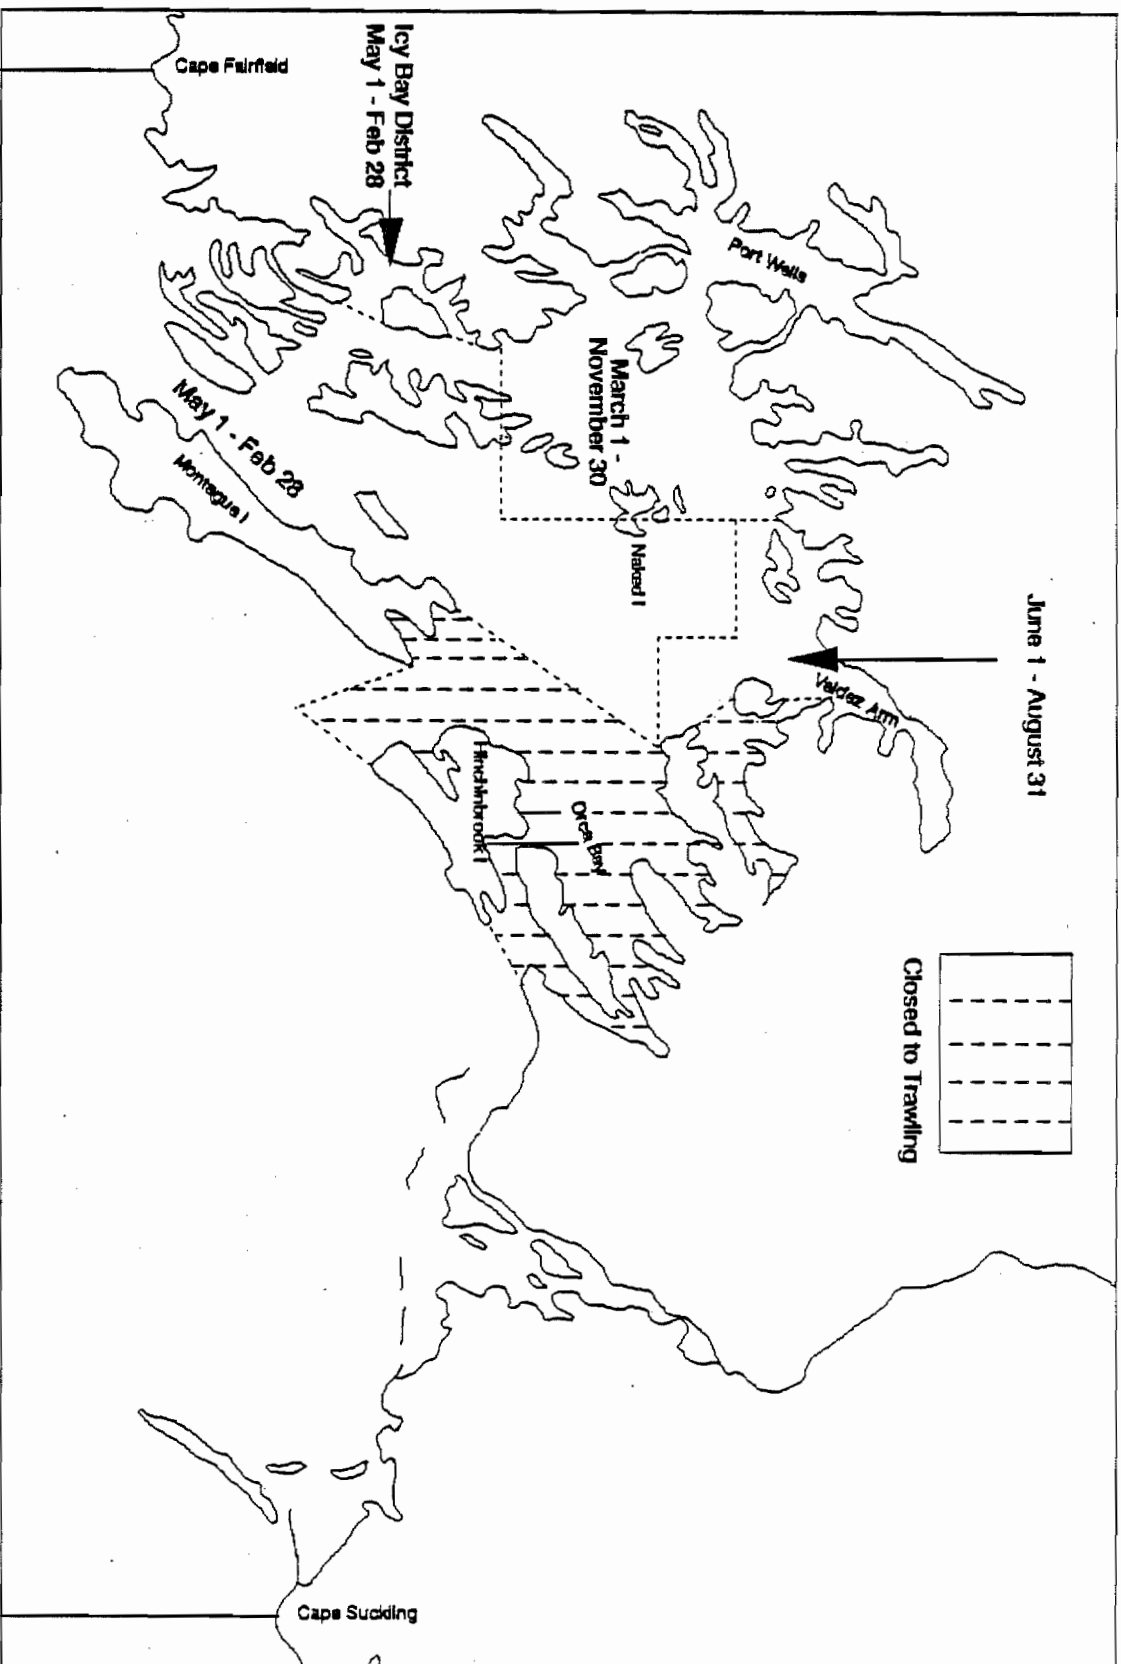 Cape Fairfield
Icy Bay District
May 1 - Feb 28
Port Wells
March 1 -
November 30
May 1 - Feb 28
Montague I
Naked I
June 1 - August 31
Valdez Arm
Hinchinbrook I
Orca Bay
Closed to Trawling
Cape Suckling